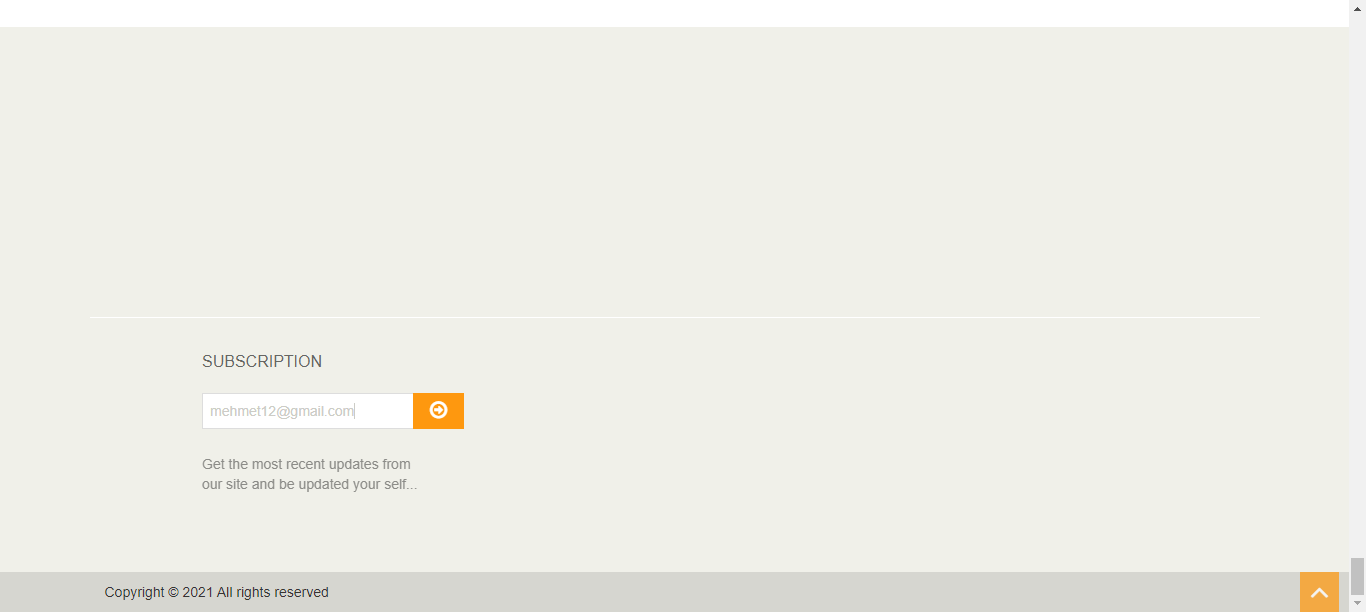 SUBSCRIPTION
mehmet12@gmail.com
Get the most recent updates from
our site and be updated your self...
Copyright © 2021 All rights reserved